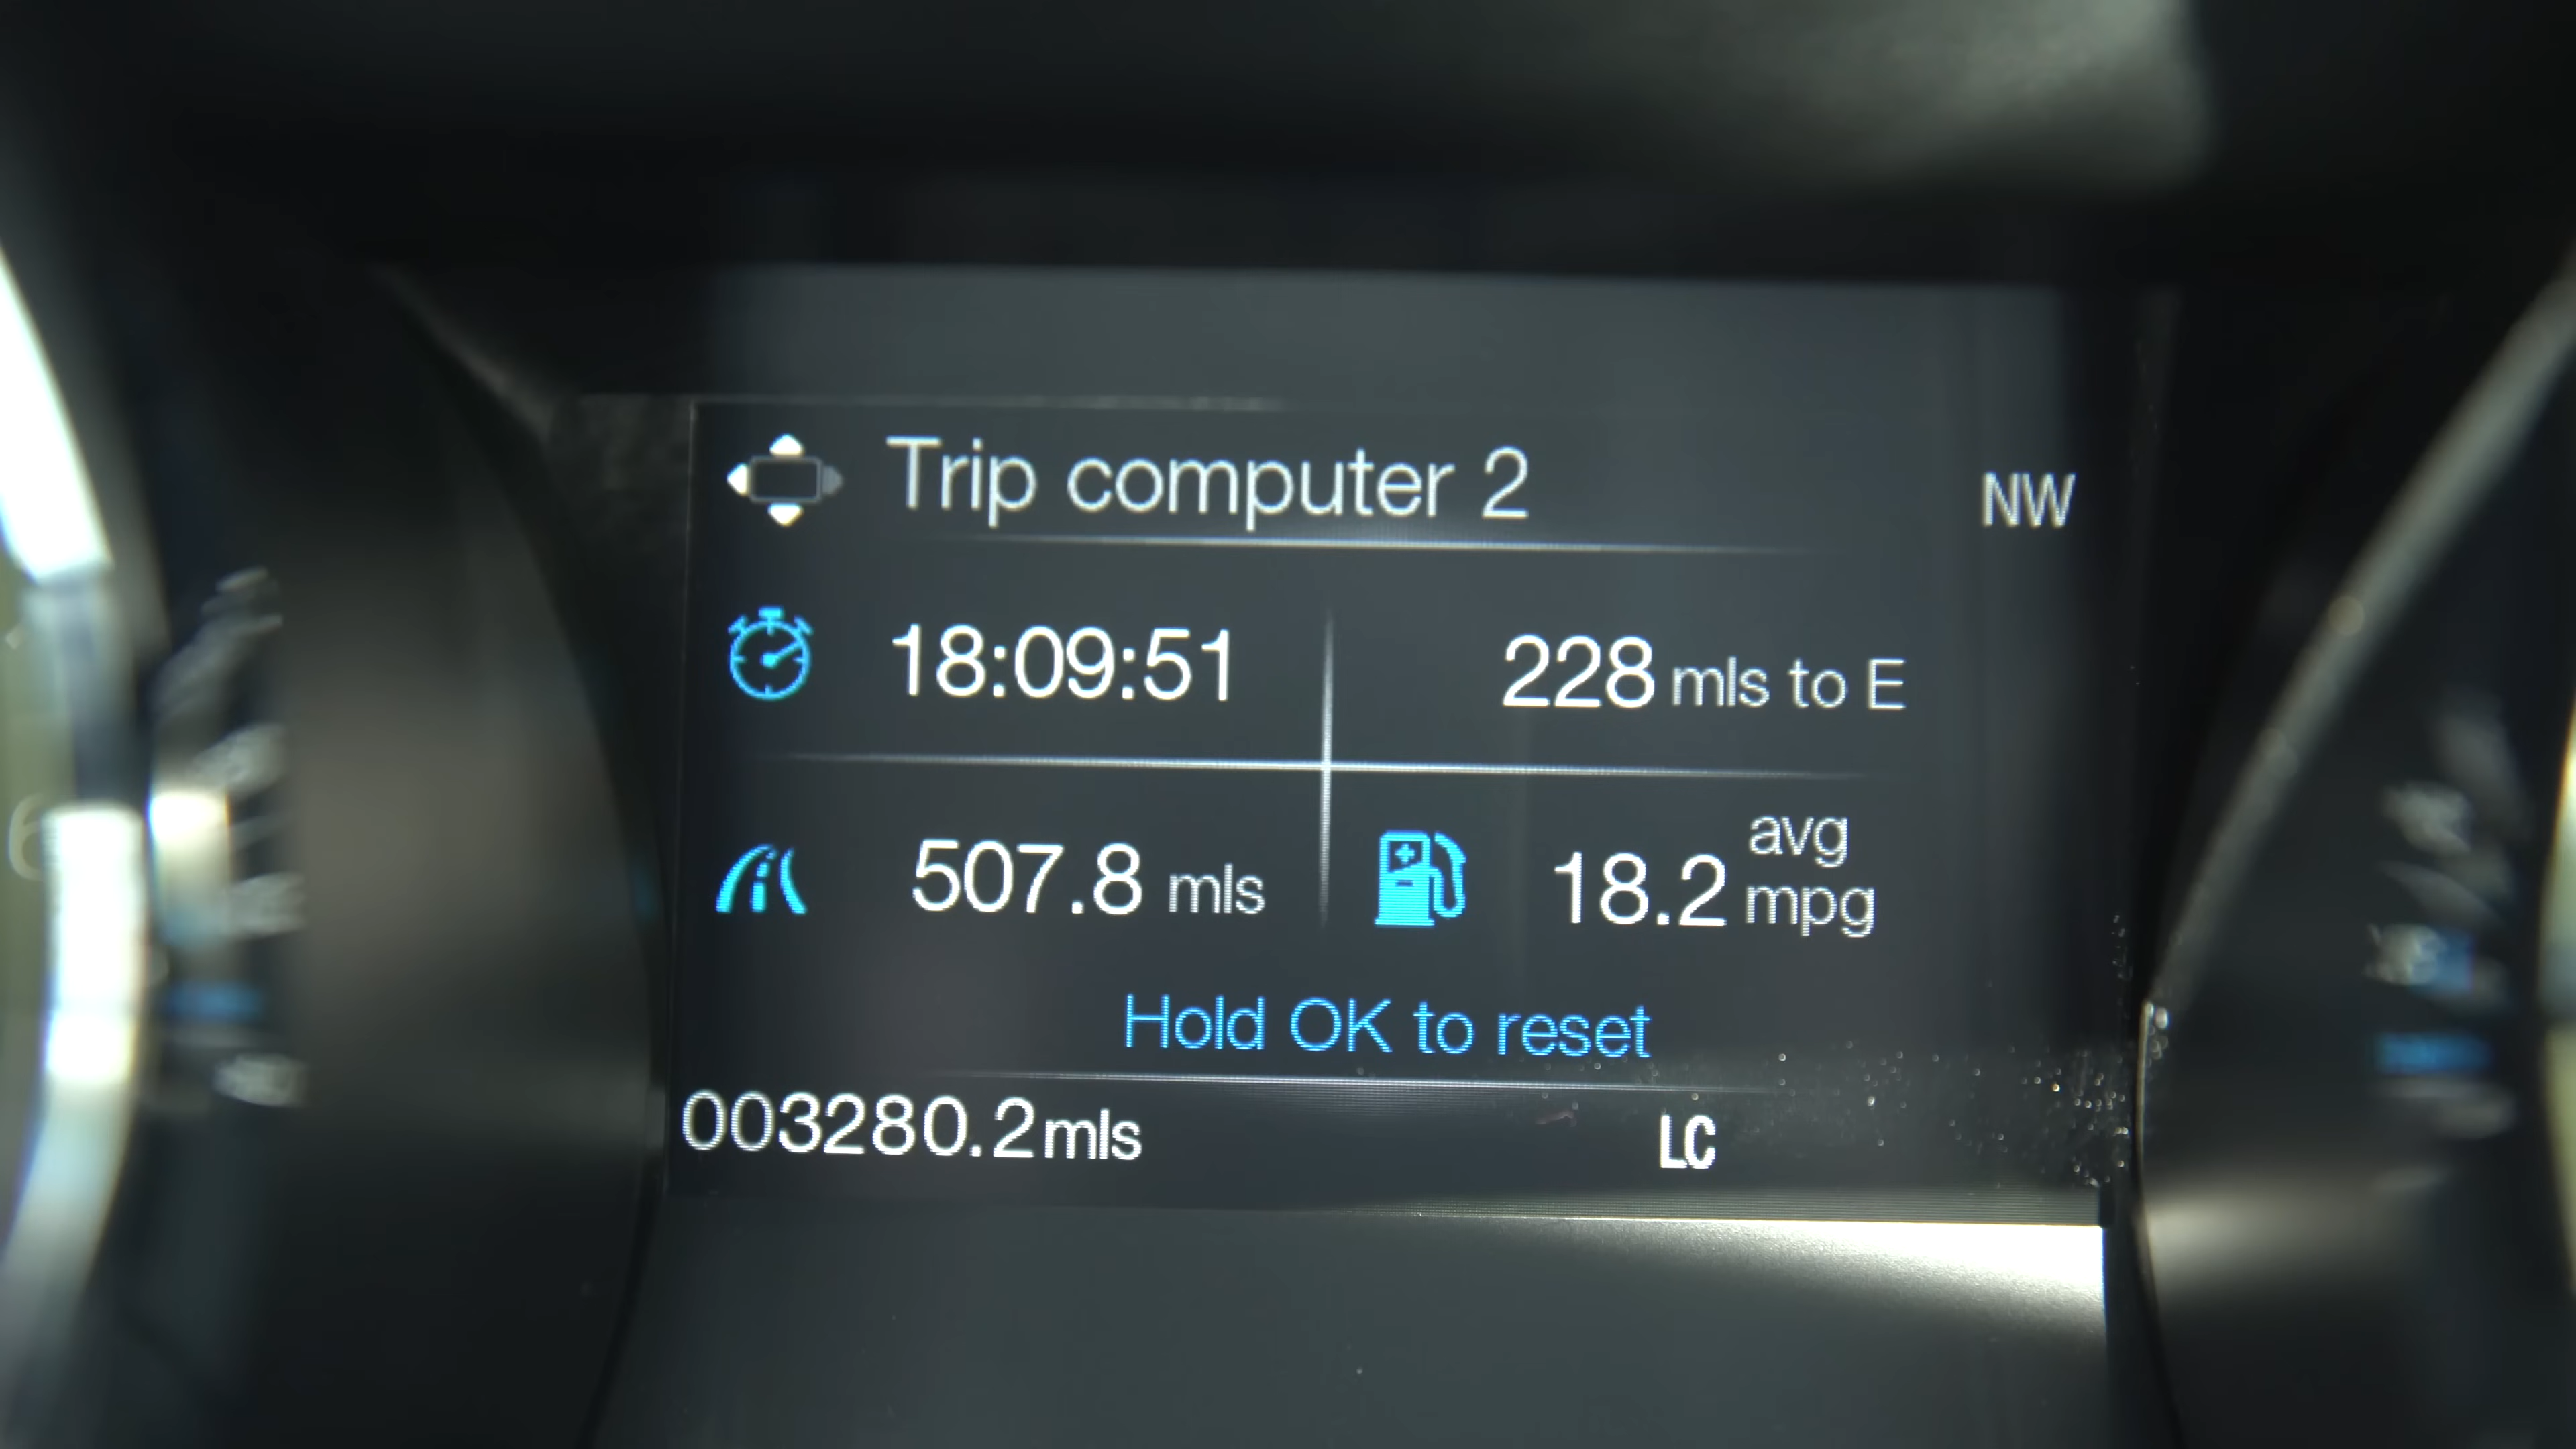 Trip computer 2
NW
18:09:51
228 mls to E
507.8 mls
18.2 avg mpg
Hold OK to reset
003280.2mls
LC